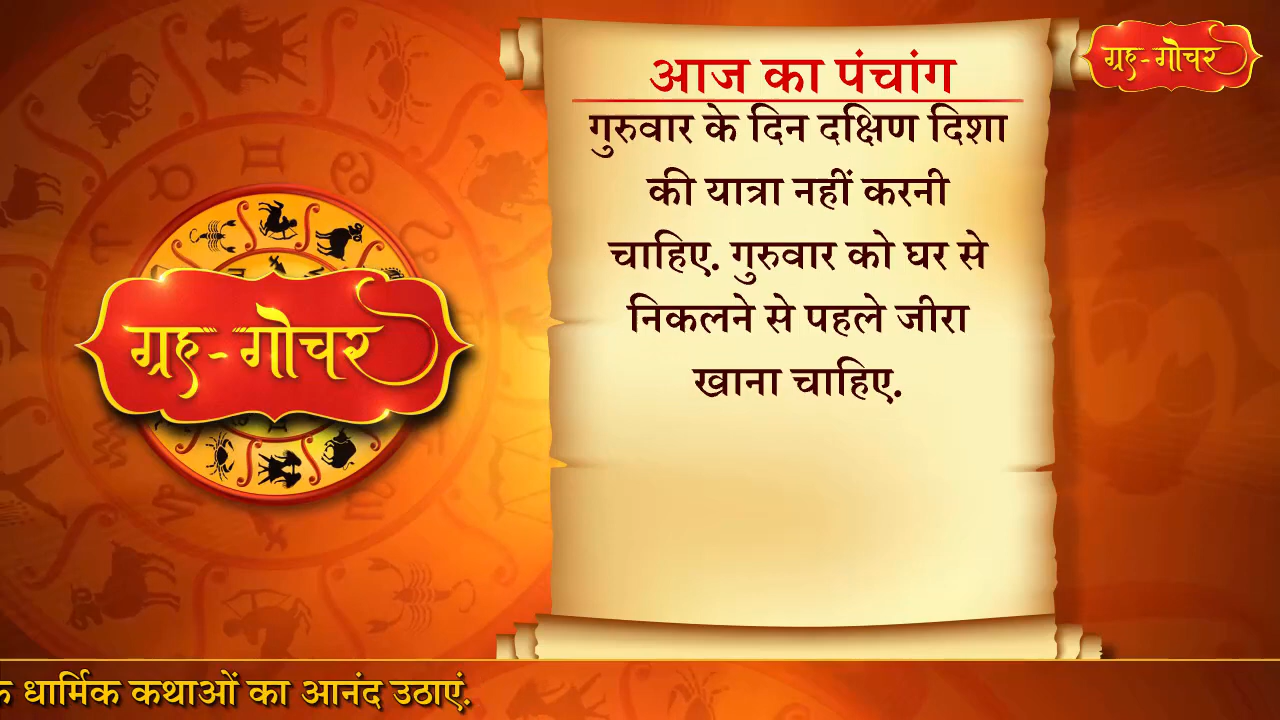 ग्रह-गोचर
आज का पंचांग
गुरुवार के दिन दक्षिण दिशा
की यात्रा नहीं करनी
चाहिए. गुरुवार को घर से
निकलने से पहले जीरा
खाना चाहिए.
ग्रह-गोचर
धार्मिक कथाओं का आनंद उठाएं.